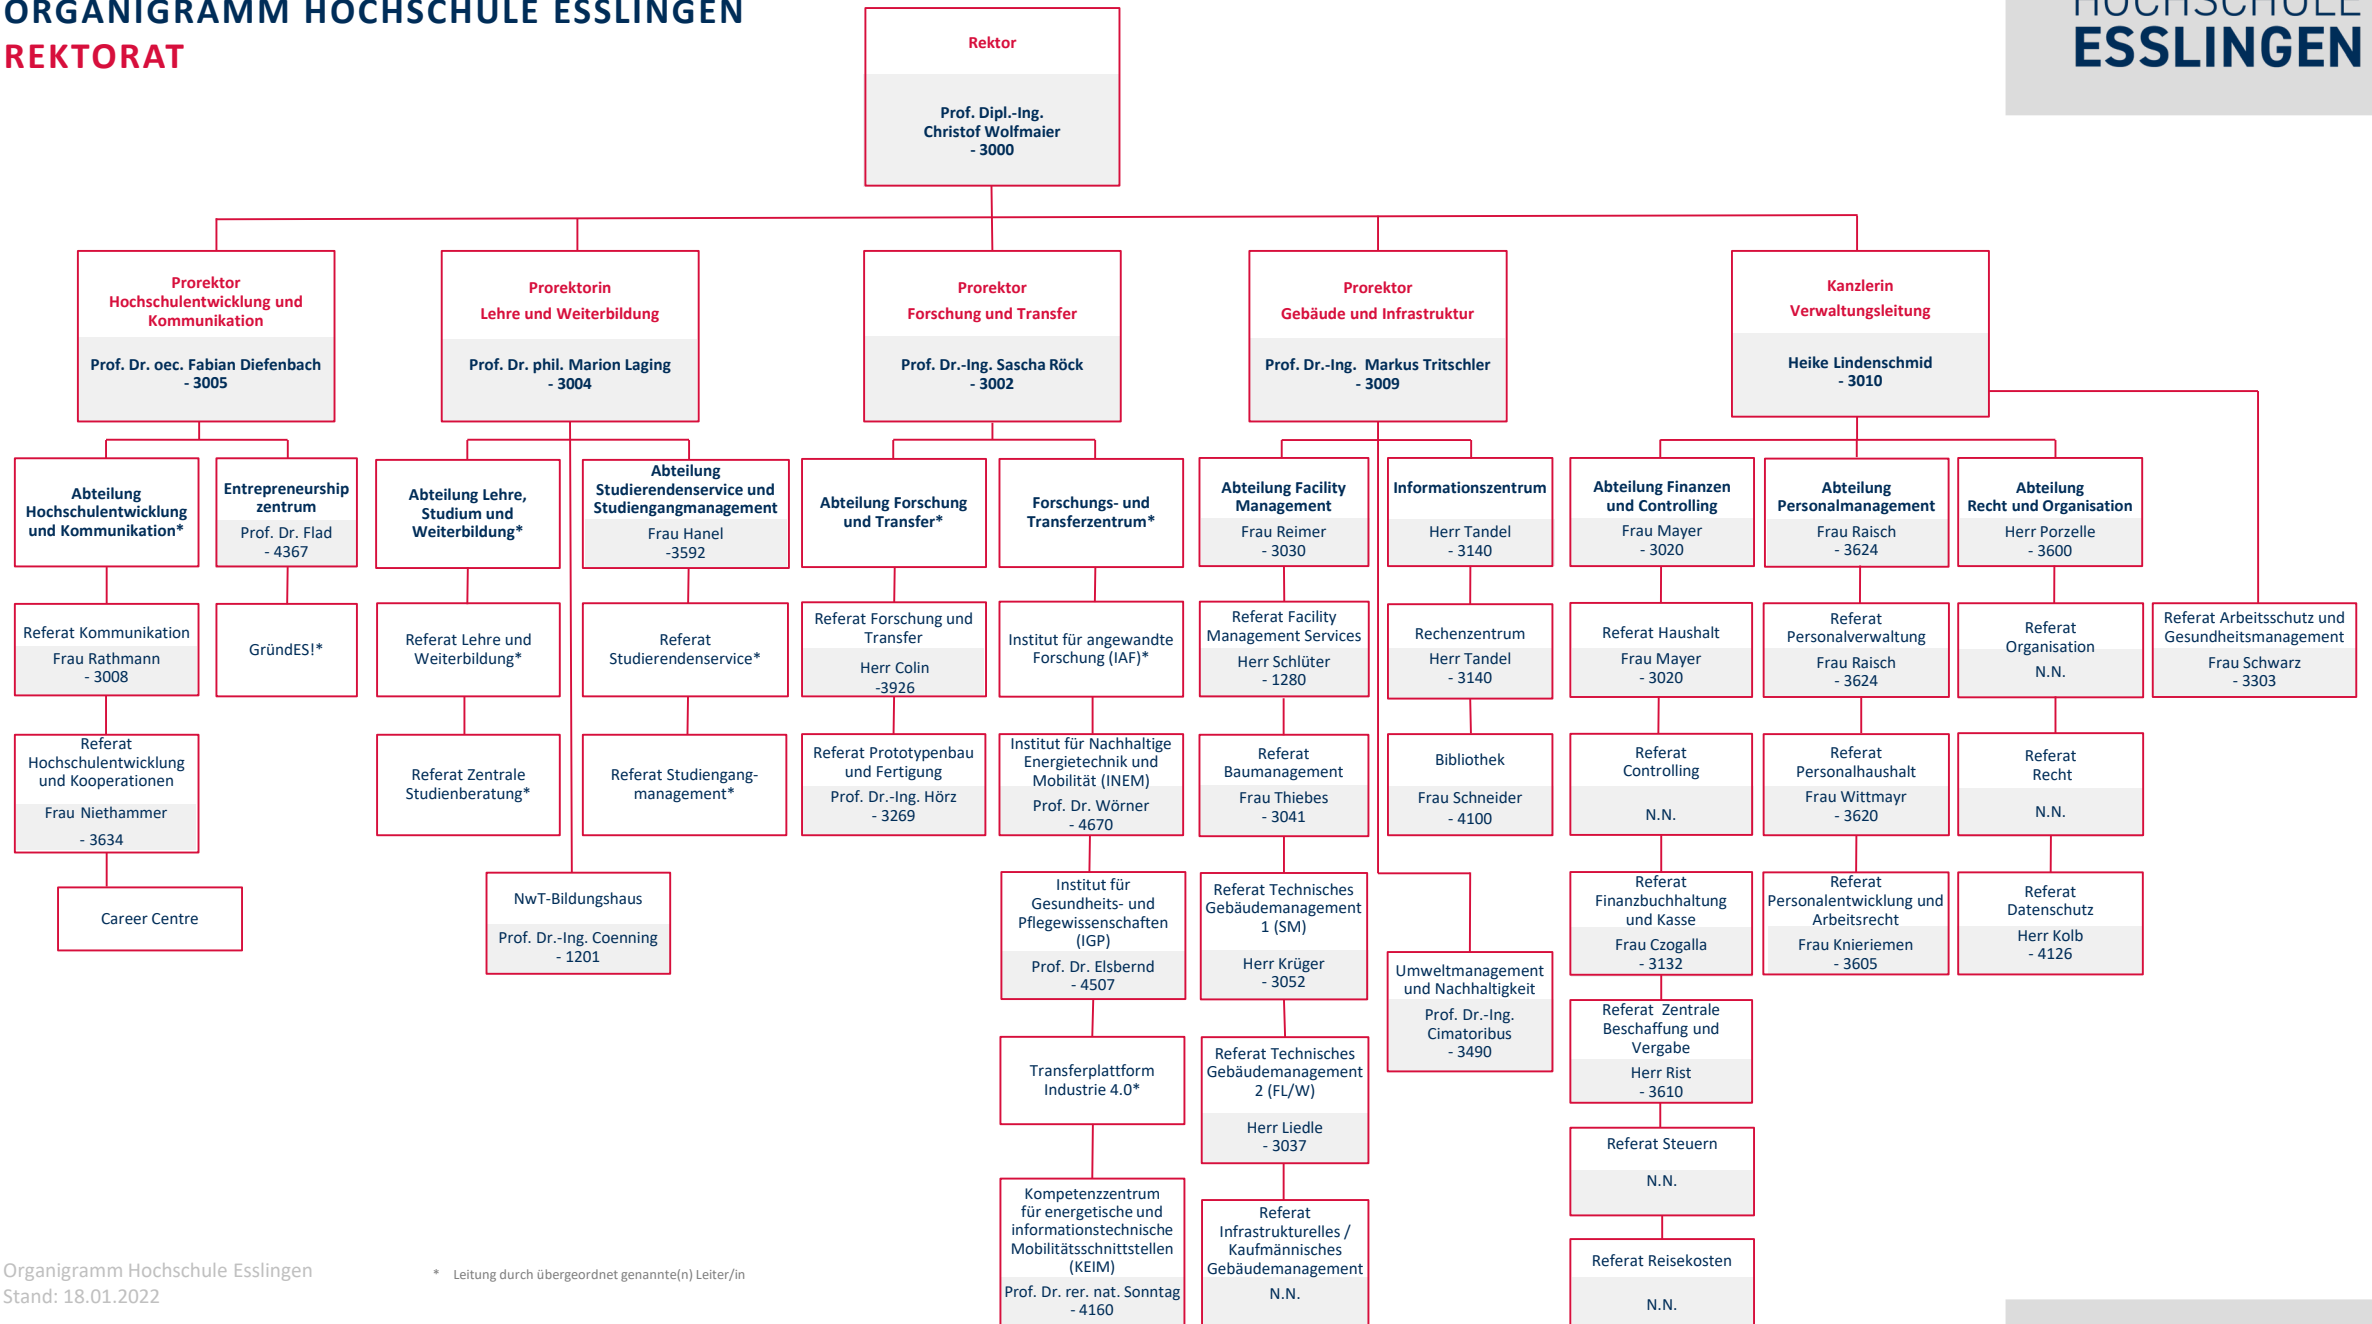 ORGANIGRAMM HOCHSCHULE ESSLINGEN
REKTORAT
HOCHSCHULE
ESSLINGEN
Rektor
Prof. Dipl.-Ing.
Christof Wolfmaier
- 3000
Prorektor
Hochschulentwicklung und
Kommunikation
Prof. Dr. oec. Fabian Diefenbach
- 3005
Prorektorin
Lehre und Weiterbildung
Prof. Dr. phil. Marion Laging
- 3004
Prorektor
Forschung und Transfer
Prof. Dr.-Ing. Sascha Röck
- 3002
Prorektor
Gebäude und Infrastruktur
Prof. Dr.-Ing. Markus Tritschler
- 3009
Kanzlerin
Verwaltungsleitung
Heike Lindenschmid
- 3010
Abteilung
Hochschulentwicklung
und Kommunikation*
Entrepreneurship
zentrum
Prof. Dr. Flad
- 4367
Abteilung Lehre,
Studium und
Weiterbildung*
Abteilung
Studierendenservice und
Studiengangmanagement
Frau Hanel
-3592
Abteilung Forschung
und Transfer*
Forschungs- und
Transferzentrum*
Abteilung Facility
Management
Frau Reimer
- 3030
Informationszentrum
Herr Tandel
- 3140
Abteilung Finanzen
und Controlling
Frau Mayer
- 3020
Abteilung
Personalmanagement
Frau Raisch
- 3624
Abteilung
Recht und Organisation
Herr Porzelle
- 3600
Referat Kommunikation
Frau Rathmann
- 3008
GründES!*
Referat Lehre und
Weiterbildung*
Referat
Studierendenservice*
Referat Forschung und
Transfer
Herr Colin
-3926
Institut für angewandte
Forschung (IAF)*
Referat Facility
Management Services
Herr Schlüter
- 1280
Rechenzentrum
Herr Tandel
- 3140
Referat Haushalt
Frau Mayer
- 3020
Referat
Personalverwaltung
Frau Raisch
- 3624
Referat
Organisation
N.N.
Referat Arbeitsschutz und
Gesundheitsmanagement
Frau Schwarz
- 3303
Referat
Hochschulentwicklung
und Kooperationen
Frau Niethammer
- 3634
Referat Zentrale
Studienberatung*
Referat Studiengang-
management*
Referat Prototypenbau
und Fertigung
Prof. Dr.-Ing. Hörz
- 3269
Institut für Nachhaltige
Energietechnik und
Mobilität (INEM)
Prof. Dr. Wörner
- 4670
Referat
Baumanagement
Frau Thiebes
- 3041
Bibliothek
Frau Schneider
- 4100
Referat
Controlling
N.N.
Referat
Personalhaushalt
Frau Wittmayr
- 3620
Referat
Recht
N.N.
Career Centre
NwT-Bildungshaus
Prof. Dr.-Ing. Coenning
- 1201
Institut für
Gesundheits- und
Pflegewissenschaften
(IGP)
Prof. Dr. Elsbernd
- 4507
Referat Technisches
Gebäudemanagement
1 (SM)
Herr Krüger
- 3052
Umweltmanagement
und Nachhaltigkeit
Prof. Dr.-Ing.
Cimatoribus
- 3490
Referat
Finanzbuchhaltung
und Kasse
Frau Czogalla
- 3132
Referat
Personalentwicklung und
Arbeitsrecht
Frau Knieriemen
- 3605
Referat
Datenschutz
Herr Kolb
- 4126
Transferplattform
Industrie 4.0*
Referat Technisches
Gebäudemanagement
2 (FL/W)
Herr Liedle
- 3037
Referat Zentrale
Beschaffung und
Vergabe
Herr Rist
- 3610
Referat Steuern
N.N.
Kompetenzzentrum
für energetische und
informationstechnische
Mobilitätsschnittstellen
(KEIM)
Prof. Dr. rer. nat. Sonntag
- 4160
Referat
Infrastrukturelles /
Kaufmännisches
Gebäudemanagement
N.N.
Referat Reisekosten
N.N.
Organigramm Hochschule Esslingen
Stand: 18.01.2022
* Leitung durch übergeordnet genannte(n) Leiter/in